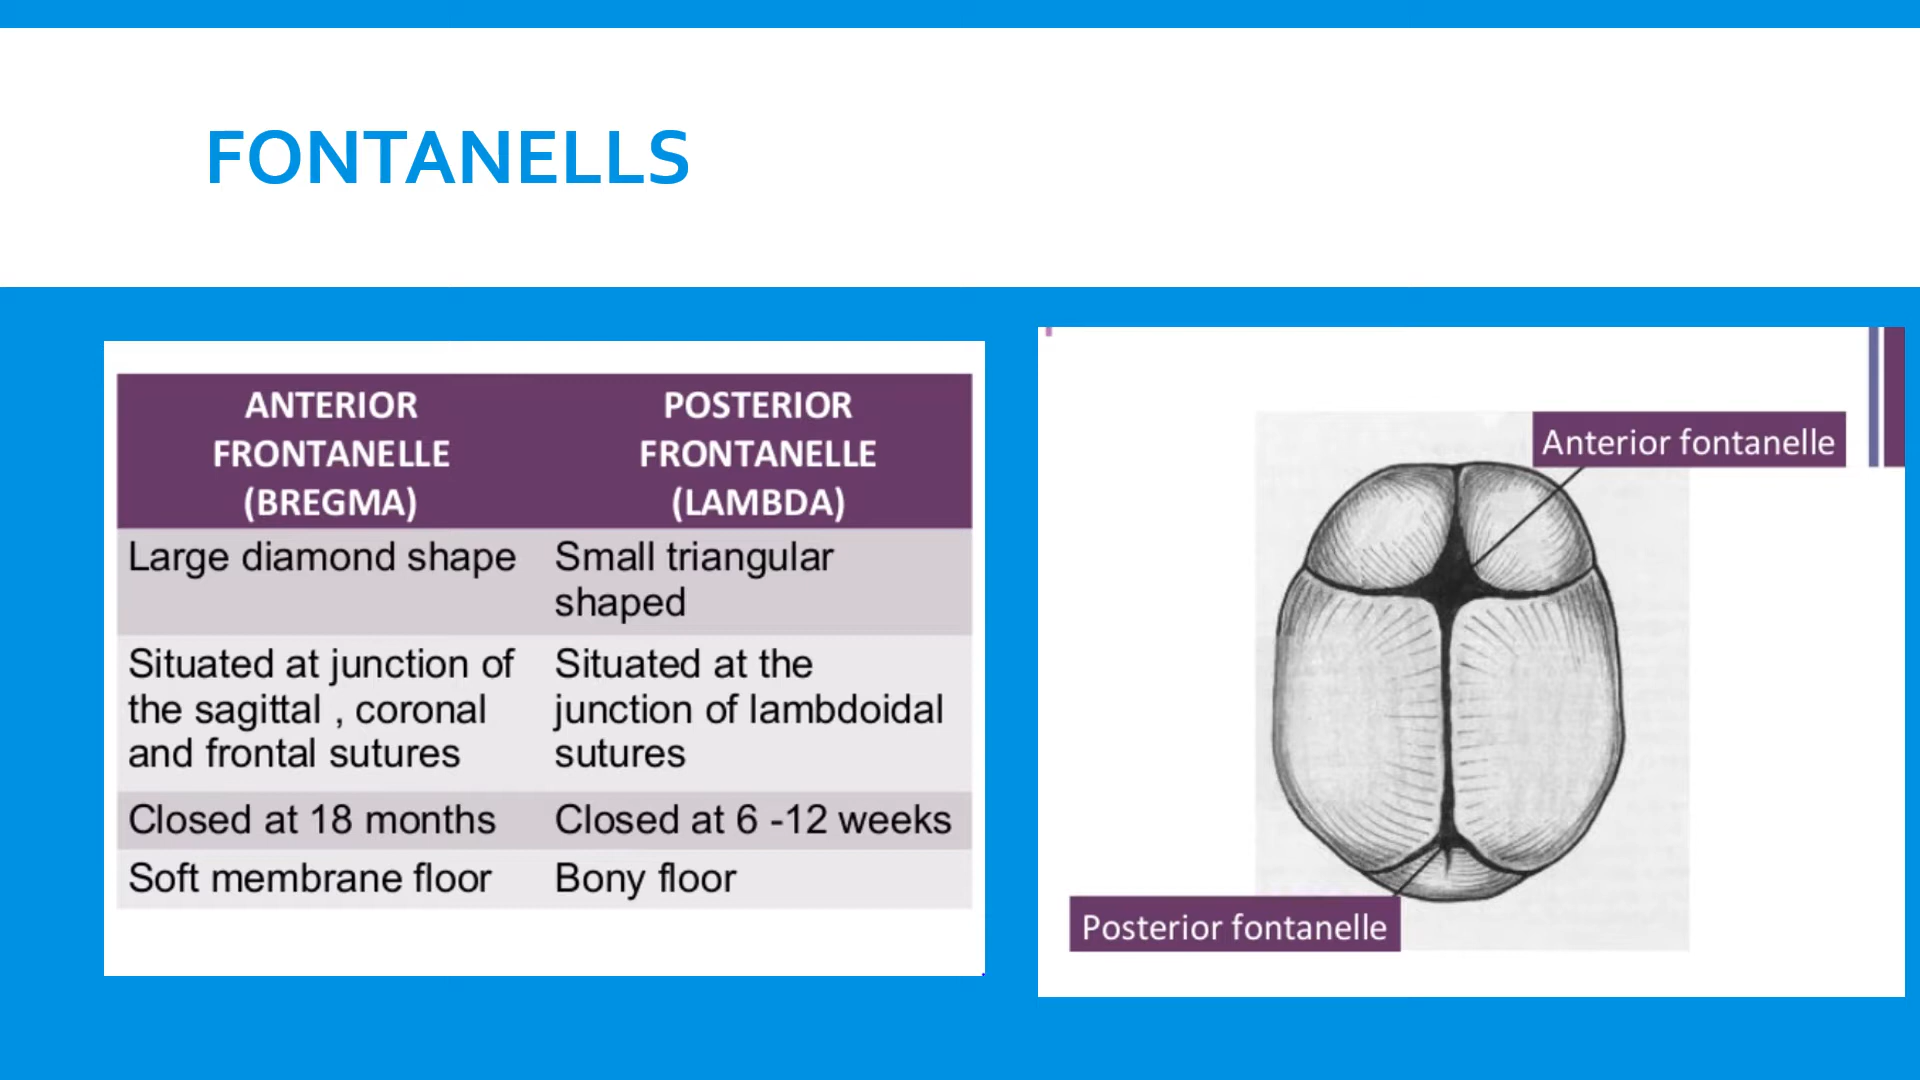 FONTANELLS
ANTERIOR
FRONTANELLE
(BREGMA)
POSTERIOR
FRONTANELLE
(LAMBDA)
Large diamond shape
Small triangular
shaped
Situated at junction of
the sagittal , coronal
and frontal sutures
Situated at the
junction of lambdoidal
sutures
Closed at 18 months
Closed at 6 -12 weeks
Soft membrane floor
Bony floor
Anterior fontanelle
Posterior fontanelle